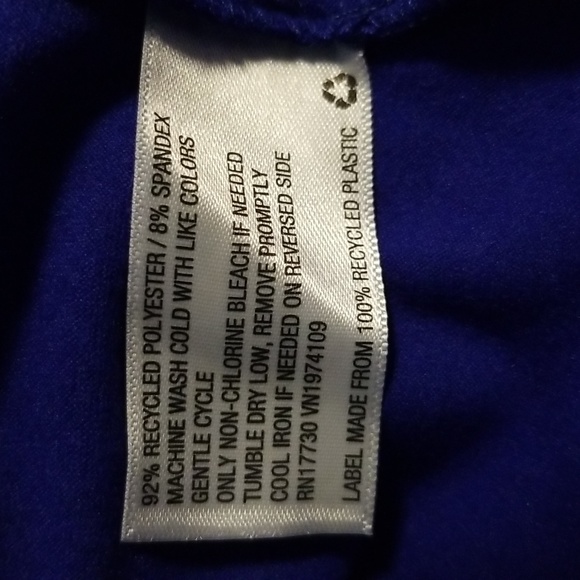 92% RECYCLED POLYESTER / 8% SPANDEX
MACHINE WASH COLD WITH LIKE COLORS
GENTLE CYCLE
ONLY NON-CHLORINE BLEACH IF NEEDED
TUMBLE DRY LOW, REMOVE PROMPTLY
COOL IRON IF NEEDED ON REVERSED SIDE
RN17730 VN1974109
LABEL MADE FROM 100% RECYCLED PLASTIC